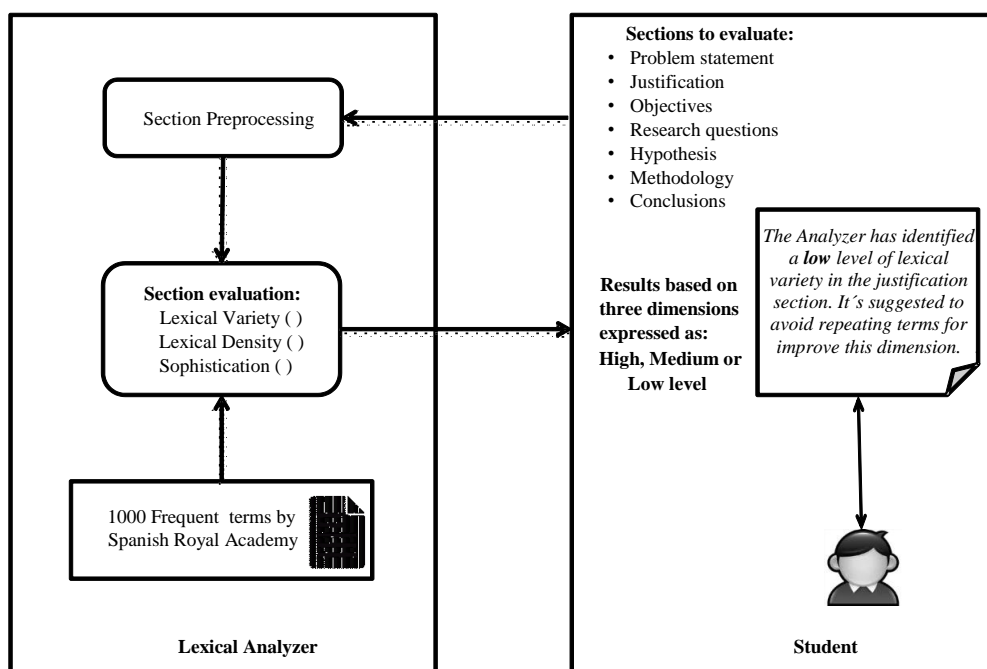 Section Preprocessing
Section evaluation:
Lexical Variety ( )
Lexical Density ( )
Sophistication ( )
1000 Frequent terms by
Spanish Royal Academy
Lexical Analyzer
Sections to evaluate:
• Problem statement
• Justification
• Objectives
• Research questions
• Hypothesis
• Methodology
• Conclusions
Results based on
three dimensions
expressed as:
High, Medium or
Low level
The Analyzer has identified
a low level of lexical
variety in the justification
section. It´s suggested to
avoid repeating terms for
improve this dimension.
Student